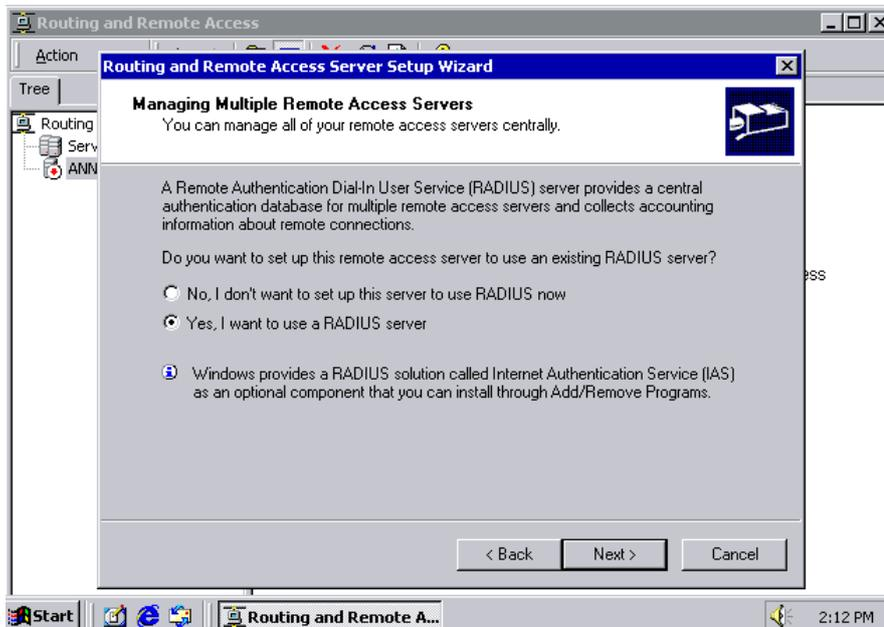 Routing and Remote Access
Action
Tree
Routing
Serv
ANN
Routing and Remote Access Server Setup Wizard
Managing Multiple Remote Access Servers
You can manage all of your remote access servers centrally.
A Remote Authentication Dial-In User Service (RADIUS) server provides a central
authentication database for multiple remote access servers and collects accounting
information about remote connections.
Do you want to set up this remote access server to use an existing RADIUS server?
No, I don't want to set up this server to use RADIUS now
Yes, I want to use a RADIUS server
Windows provides a RADIUS solution called Internet Authentication Service (IAS)
as an optional component that you can install through Add/Remove Programs.
< Back
Next >
Cancel
Start
Routing and Remote A...
2:12 PM